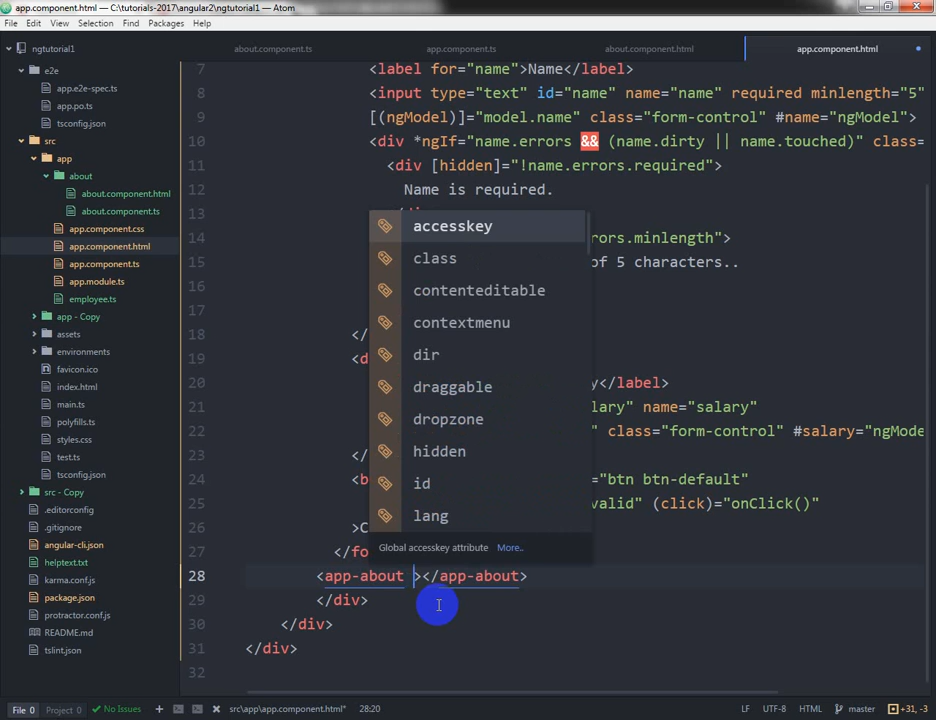 app.component.html — C:\tutorials-2017\angular2\ngtutorial1 — Atom
File Edit View Selection Find Packages Help
ngtutorial1
e2e
app.e2e-spec.ts
app.po.ts
tsconfig.json
src
app
about
about.component.html
about.component.ts
app.component.css
app.component.html
app.component.ts
app.module.ts
employee.ts
app - Copy
assets
environments
favicon.ico
index.html
main.ts
polyfills.ts
styles.css
test.ts
tsconfig.json
src - Copy
.editorconfig
.gitignore
angular-cli.json
helptext.txt
karma.conf.js
package.json
protractor.conf.js
README.md
tslint.json
about.component.ts app.component.ts about.component.html app.component.html
7 <label for="name">Name</label>
8 <input type="text" id="name" name="name" required minlength="5"
9 [(ngModel)]="model.name" class="form-control" #name="ngModel">
10 <div *ngIf="name.errors && (name.dirty || name.touched)" class=
11 <div [hidden]="!name.errors.required">
12 Name is required.
13
14 rors.minlength">
15 of 5 characters..
16
17
18 </
19 <d
20 y</label>
21 lary" name="salary"
22 " class="form-control" #salary="ngMode
23 </
24 <b ="btn btn-default"
25 valid" (click)="onClick()"
26 >C
27 </fo
28 <app-about ></app-about>
29 </div>
30 </div>
31 </div>
32
accesskey
class
contenteditable
contextmenu
dir
draggable
dropzone
hidden
id
lang
Global accesskey attribute More..
File 0 Project 0 No Issues src\app\app.component.html* 28:20 LF UTF-8 HTML master +31, -3